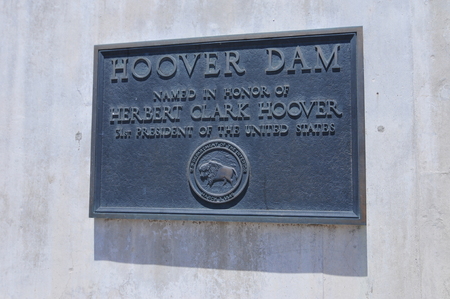 HOOVER DAM
NAMED IN HONOR OF
HERBERT CLARK HOOVER
31ST PRESIDENT OF THE UNITED STATES